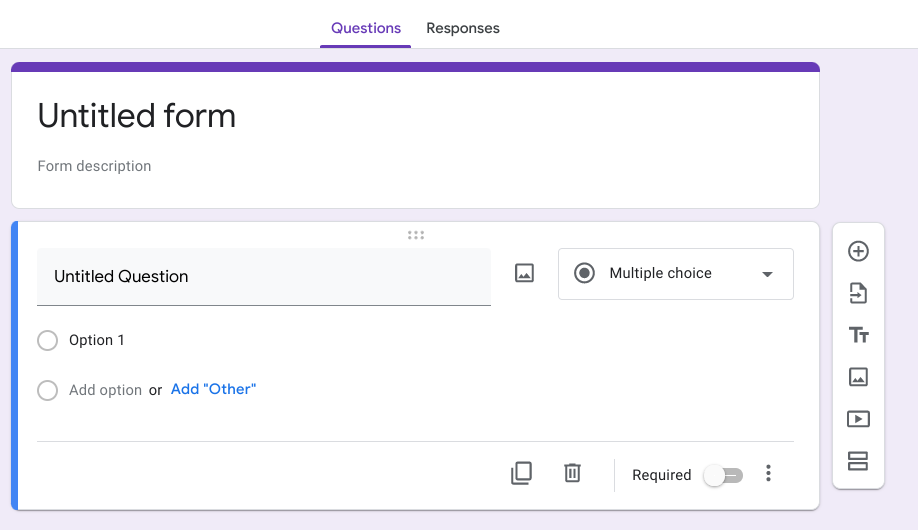 Questions Responses
Untitled form
Form description
Untitled Question
Multiple choice
Option 1
Add option or Add "Other"
Required